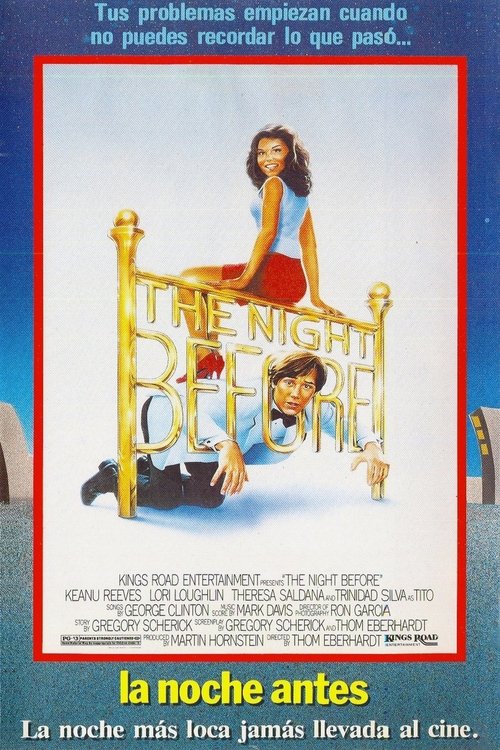 Tus problemas empiezan cuando
no puedes recordar lo que pasó...
THE NIGHT
BEFORE
KINGS ROAD ENTERTAINMENT PRESENTS "THE NIGHT BEFORE"
KEANU REEVES LORI LOUGHLIN THERESA SALDANA AND TRINIDAD SILVA AS TITO
SONGS BY GEORGE CLINTON MUSIC SCORE BY MARK DAVIS DIRECTOR OF PHOTOGRAPHY RON GARCIA
STORY BY GREGORY SCHERICK SCREENPLAY BY GREGORY SCHERICK AND THOM EBERHARDT
PG-13 PARENTS STRONGLY CAUTIONED PRODUCED BY MARTIN HORNSTEIN DIRECTED BY THOM EBERHARDT KINGS ROAD
ENTERTAINMENT
la noche antes
La noche más loca jamás llevada al cine.